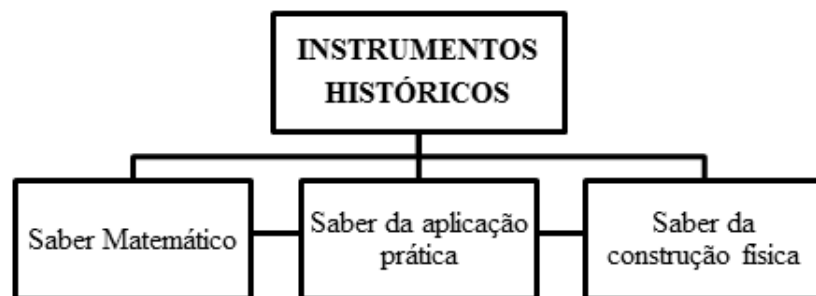 INSTRUMENTOS
HISTÓRICOS
Saber Matemático
Saber da aplicação
prática
Saber da
construção física